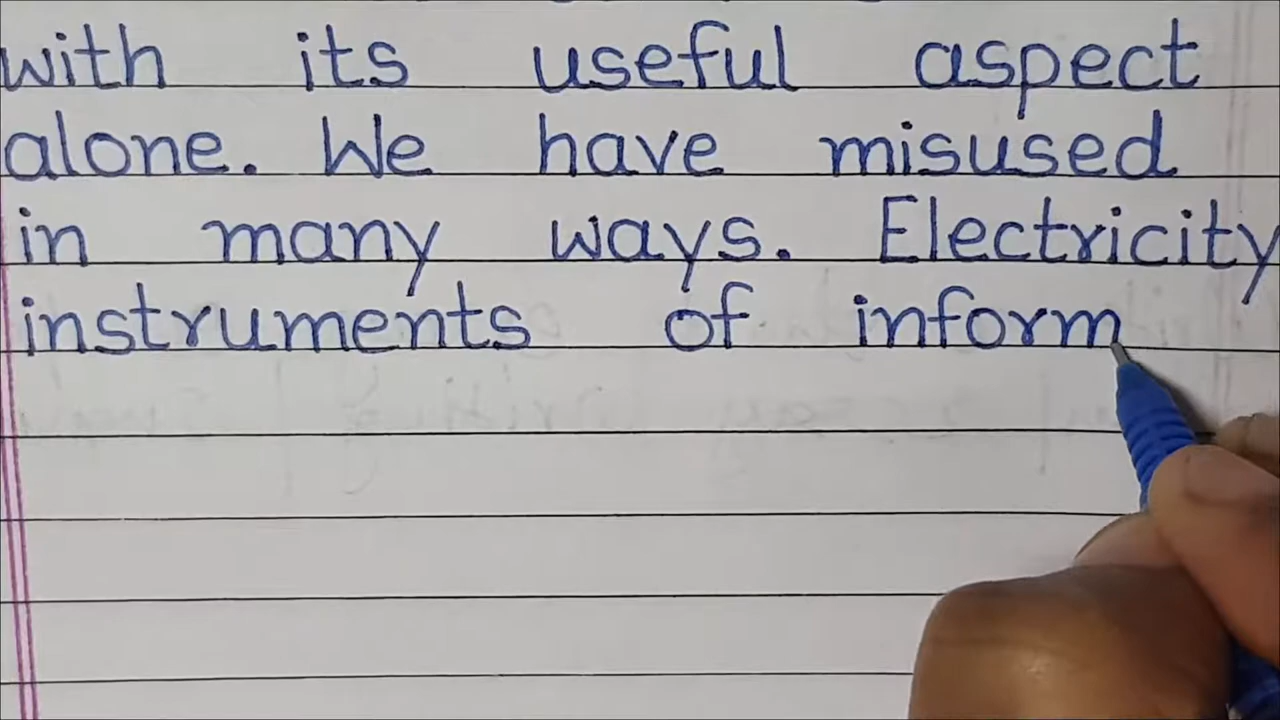 with its useful aspect
alone. We have misused
in many ways. Electricity
instruments of inform